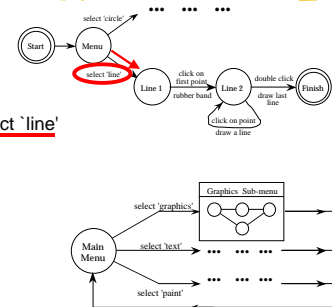 select 'circle'
Start
Menu
select 'line'
Line 1
click on
first point
rubber band
Line 2
double click
draw last
line
Finish
click on point
draw a line
ct `line'
Graphics Sub-menu
select 'graphics'
Main
Menu
select 'text'
select 'paint'